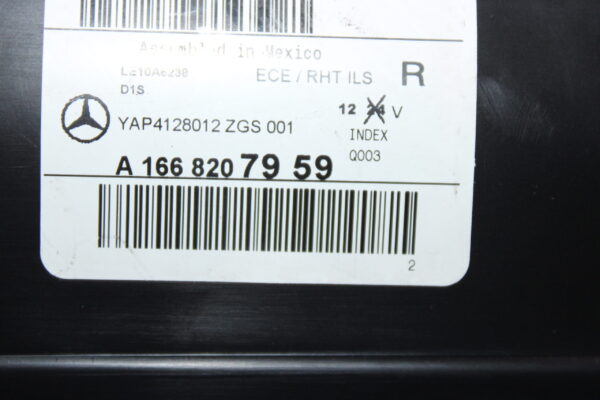 Assembled in Mexico
LE10A6238 ECE / RHT ILS R
D1S
12 24 V
YAP4128012 ZGS 001
INDEX
Q003
A 166 820 79 59
2